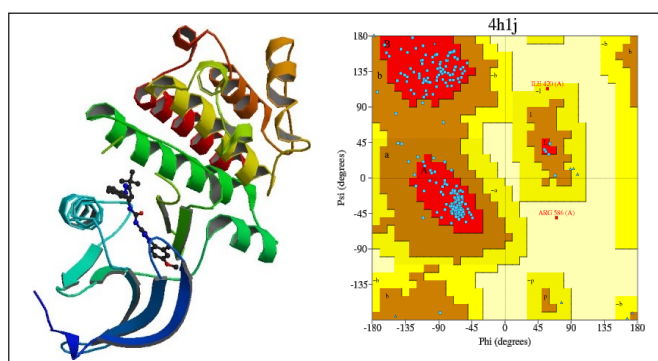 4h1j
180
135
90
45
0
-45
-90
-135
Psi (degrees)
B
b
~b
b
~b
ILE 420 (A)
~l
l
L
a
A
~a
ARG 586 (A)
b
~b
~p
p
~b
-180
-135
-90
-45
0
45
90
135
180
Phi (degrees)